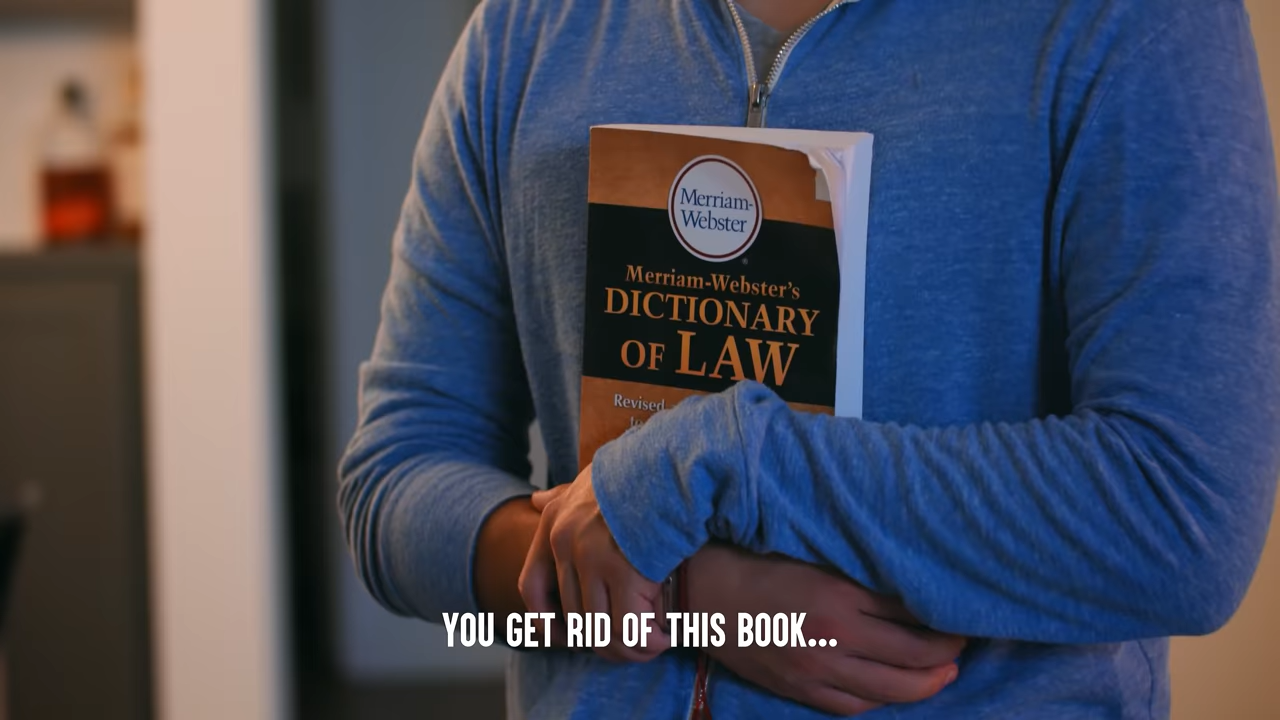 Merriam-
Webster
®
Merriam-Webster's
DICTIONARY
OF LAW
Revised
YOU GET RID OF THIS BOOK...